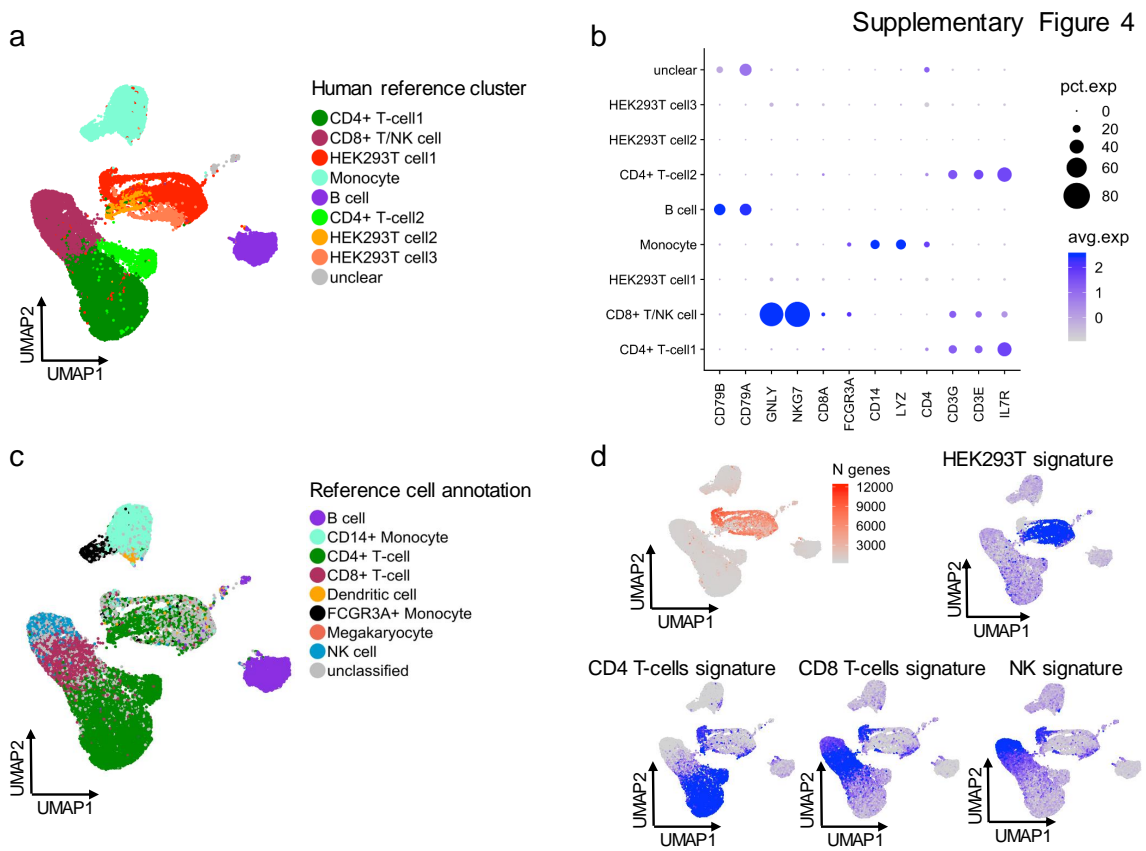 Supplementary Figure 4
a
Human reference cluster
CD4+ T-cell1
CD8+ T/NK cell
HEK293T cell1
Monocyte
B cell
CD4+ T-cell2
HEK293T cell2
HEK293T cell3
unclear
UMAP2
UMAP1
b
unclear
HEK293T cell3
HEK293T cell2
CD4+ T-cell2
B cell
Monocyte
HEK293T cell1
CD8+ T/NK cell
CD4+ T-cell1
CD79B
CD79A
GNLY
NKG7
CD8A
FCGR3A
CD14
LYZ
CD4
CD3G
CD3E
IL7R
pct.exp
0
20
40
60
80
avg.exp
2
1
0
c
Reference cell annotation
B cell
CD14+ Monocyte
CD4+ T-cell
CD8+ T-cell
Dendritic cell
FCGR3A+ Monocyte
Megakaryocyte
NK cell
unclassified
UMAP2
UMAP1
d
N genes
12000
9000
6000
3000
UMAP2
UMAP1
HEK293T signature
UMAP2
UMAP1
CD4 T-cells signature
UMAP2
UMAP1
CD8 T-cells signature
UMAP2
UMAP1
NK signature
UMAP2
UMAP1